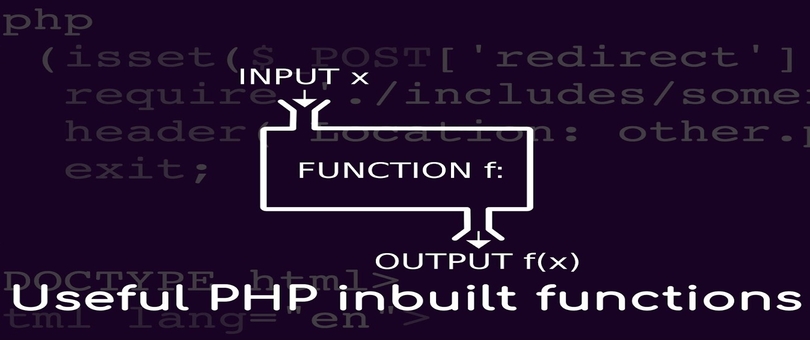 php
(isset($_POST['redirect']
INPUT x
require './includes/some
header( Location: other.p
FUNCTION f:
exit;
OUTPUT f(x)
DOCTYPE html>
Useful PHP inbuilt functions
tml lang="en">